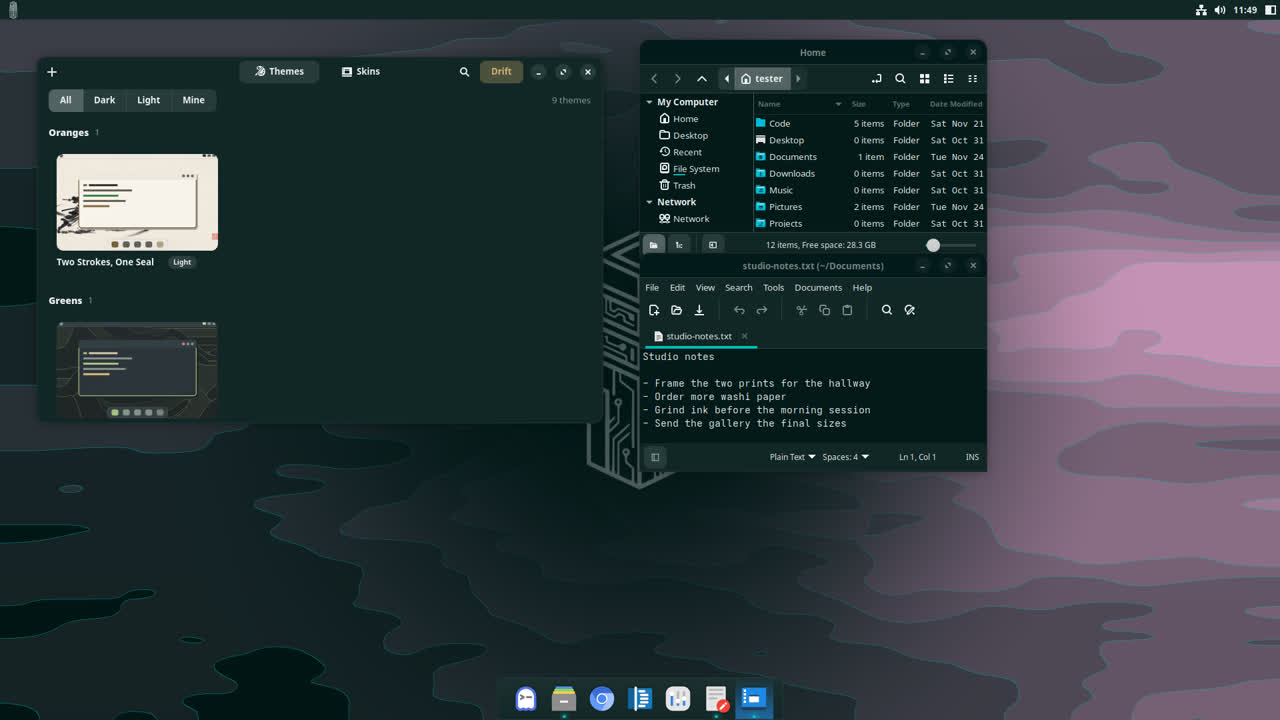 11:49
Themes
Skins
Drift
All
Dark
Light
Mine
9 themes
Oranges 1
Two Strokes, One Seal
Light
Greens 1
Home
tester
My Computer
Home
Desktop
Recent
File System
Trash
Network
Network
Name
Size
Type
Date Modified
Code 5 items Folder Sat Nov 21
Desktop 0 items Folder Sat Oct 31
Documents 1 item Folder Tue Nov 24
Downloads 0 items Folder Sat Oct 31
Music 0 items Folder Sat Oct 31
Pictures 2 items Folder Tue Nov 24
Projects 0 items Folder Sat Oct 31
12 items, Free space: 28.3 GB
studio-notes.txt (~/Documents)
File Edit View Search Tools Documents Help
studio-notes.txt
Studio notes
- Frame the two prints for the hallway
- Order more washi paper
- Grind ink before the morning session
- Send the gallery the final sizes
Plain Text
Spaces: 4
Ln 1, Col 1
INS